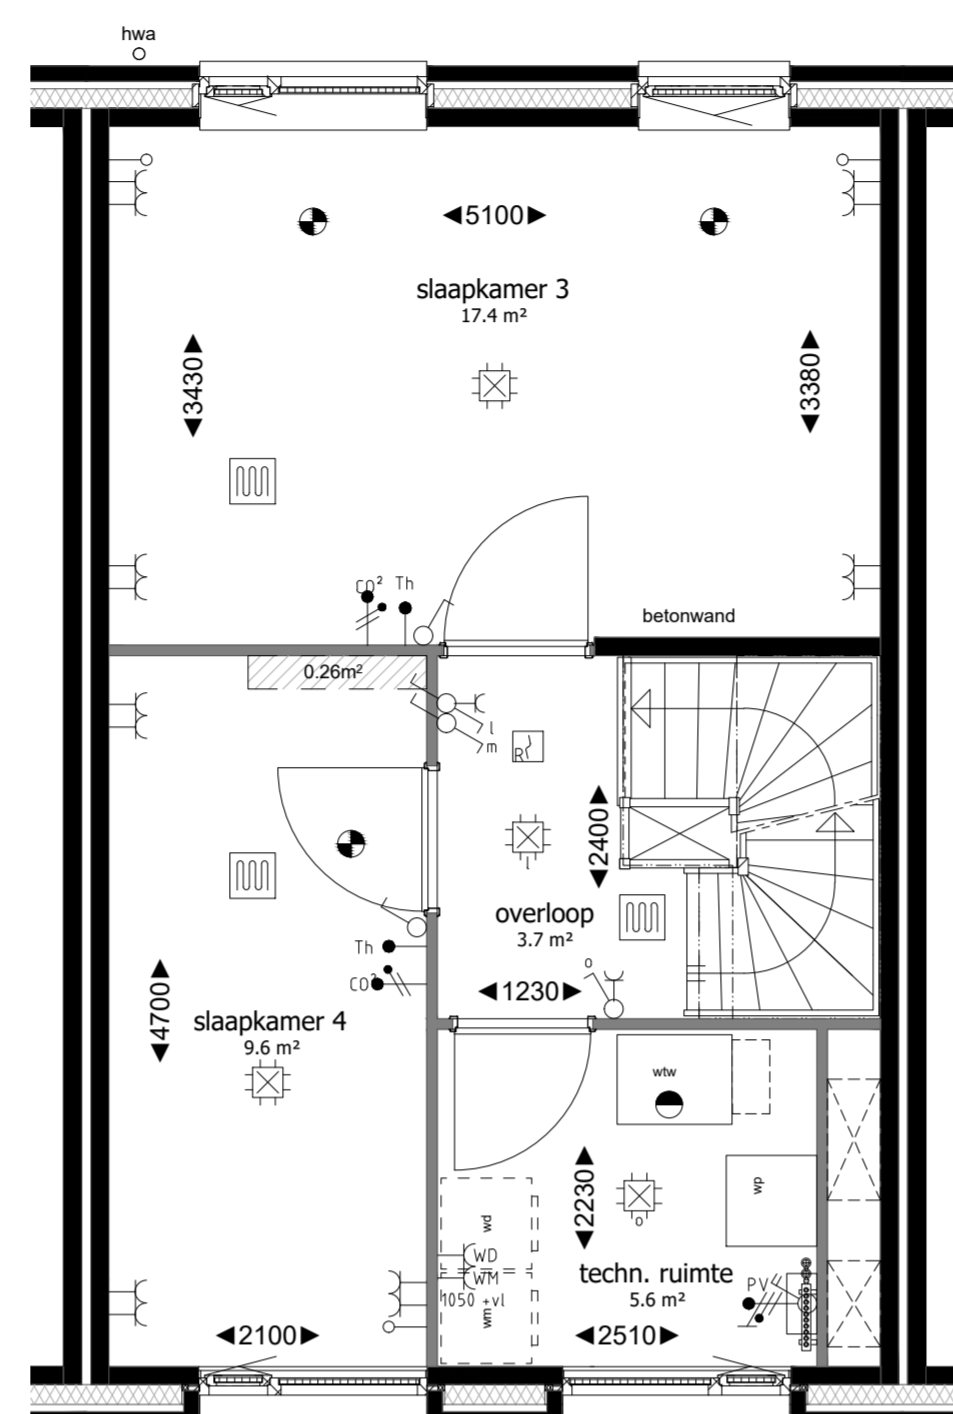 hwa
5100
slaapkamer 3
17.4 m²
3430
3380
CO² Th
betonwand
0.26m²
l
m
R
2400
l
overloop
3.7 m²
Th
CO²
o
1230
4700
slaapkamer 4
9.6 m²
wtw
2230
wp
o
wd
WD
WM
1050 +vl
wm
techn. ruimte
5.6 m²
PV
2100
2510